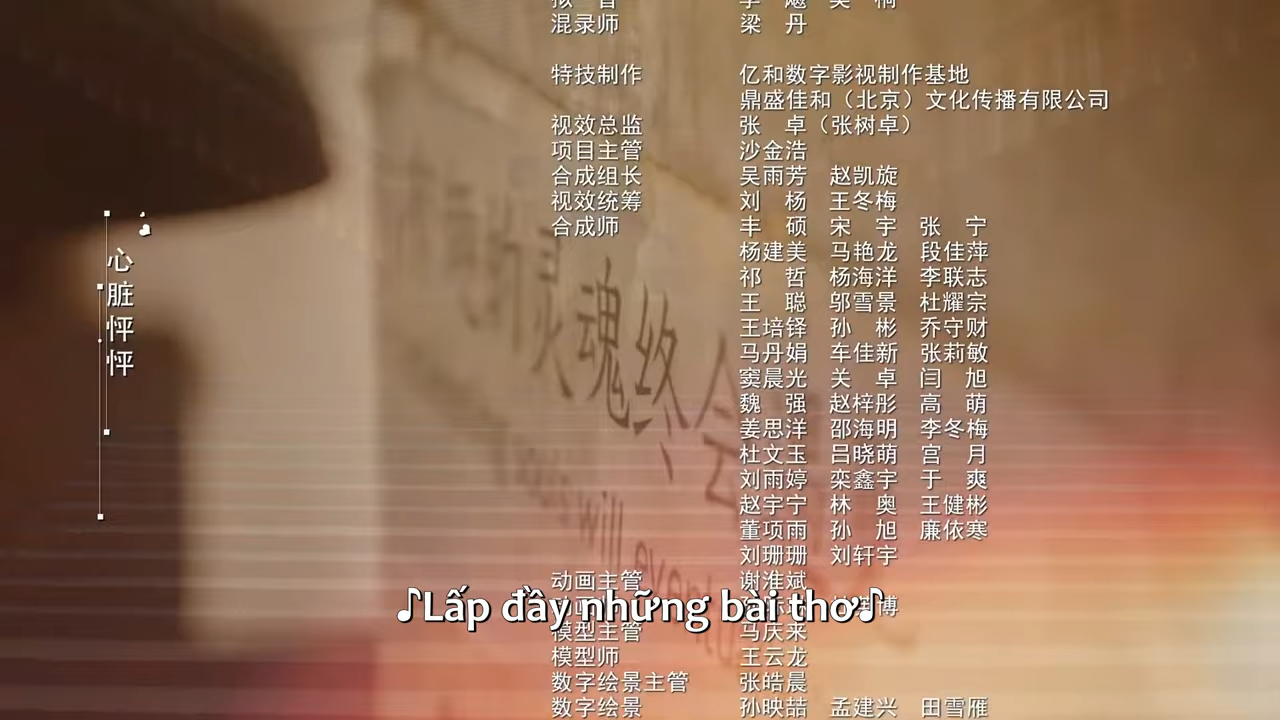 混录师 梁 丹
特技制作 亿和数字影视制作基地
鼎盛佳和（北京）文化传播有限公司
视效总监 张 卓（张树卓）
项目主管 沙金浩
合成组长 吴雨芳 赵凯旋
视效统筹 刘 杨 王冬梅
合成师 丰 硕 宋 宇 张 宁
杨建美 马艳龙 段佳萍
祁 哲 杨海洋 李联志
王 聪 邬雪景 杜耀宗
王培铎 孙 彬 乔守财
马丹娟 车佳新 张莉敏
窦晨光 关 卓 闫 旭
魏 强 赵梓彤 高 萌
姜思洋 邵海明 李冬梅
杜文玉 吕晓萌 宫 月
刘雨婷 栾鑫宇 于 爽
赵宇宁 林 奥 王健彬
董项雨 孙 旭 廉依寒
刘珊珊 刘轩宇
动画主管 谢淮斌
♪Lấp đầy những bài thơ♪
模型主管 马庆来
模型师 王云龙
数字绘景主管 张皓晨
数字绘景 孙映喆 孟建兴 田雪雁
心脏怦怦
灵魂终会
will